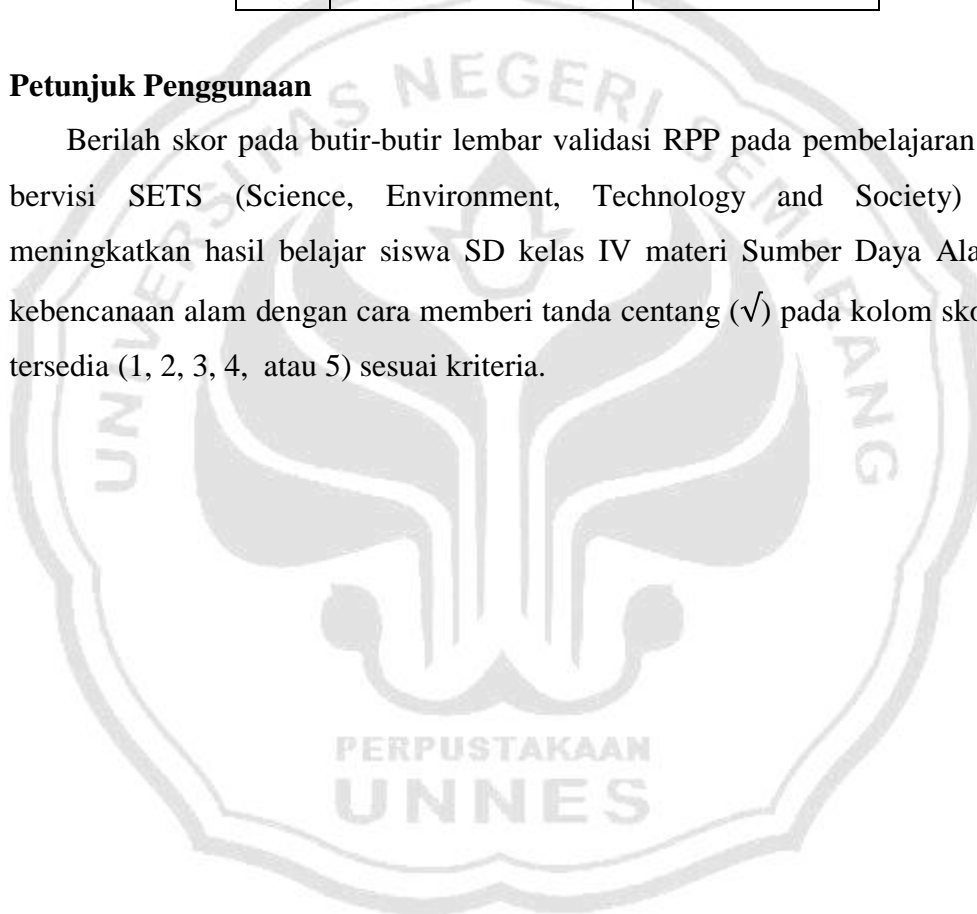 Petunjuk Penggunaan
Berilah skor pada butir-butir lembar validasi RPP pada pembelajaran
bervisi SETS (Science, Environment, Technology and Society)
meningkatkan hasil belajar siswa SD kelas IV materi Sumber Daya Ala
kebencanaan alam dengan cara memberi tanda centang (√) pada kolom sko
tersedia (1, 2, 3, 4, atau 5) sesuai kriteria.
UNIVERSITAS NEGERI SEMARANG
PERPUSTAKAAN
UNNES